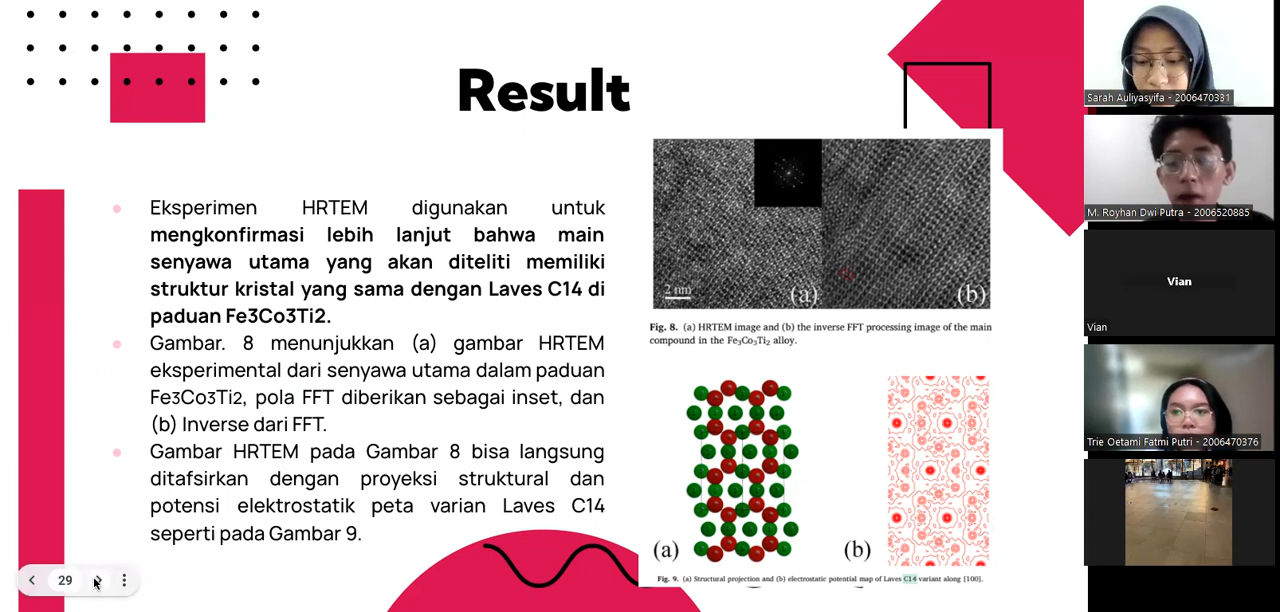 Result
Eksperimen HRTEM digunakan untuk
mengkonfirmasi lebih lanjut bahwa main
senyawa utama yang akan diteliti memiliki
struktur kristal yang sama dengan Laves C14 di
paduan Fe3Co3Ti2.
Gambar. 8 menunjukkan (a) gambar HRTEM
eksperimental dari senyawa utama dalam paduan
Fe3Co3Ti2, pola FFT diberikan sebagai inset, dan
(b) Inverse dari FFT.
Gambar HRTEM pada Gambar 8 bisa langsung
ditafsirkan dengan proyeksi struktural dan
potensi elektrostatik peta varian Laves C14
seperti pada Gambar 9.
2 nm
(a)
(b)
Fig. 8. (a) HRTEM image and (b) the inverse FFT processing image of the main
compound in the Fe₃Co₃Ti₂ alloy.
(a)
(b)
Fig. 9. (a) Structural projection and (b) electrostatic potential map of Laves C14 variant along [100].
29
Sarah Auliyasyifa - 2006470331
M. Royhan Dwi Putra - 2006520885
Vian
Vian
Trie Oetami Fatmi Putri - 2006470376